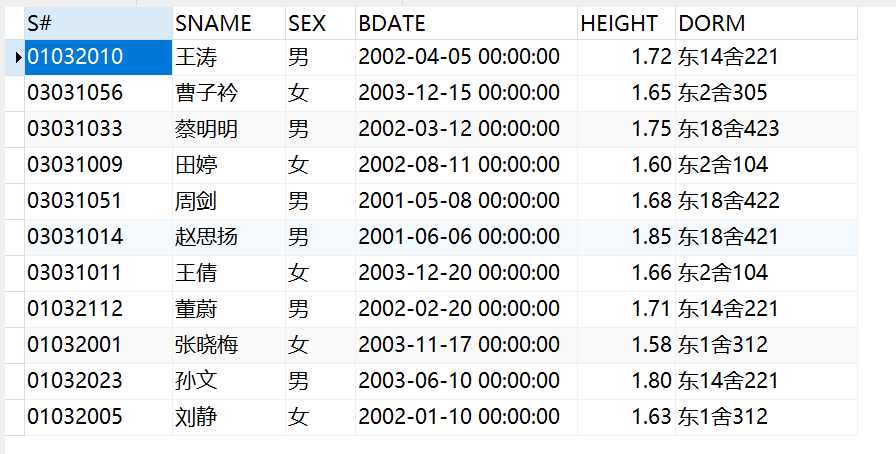 S# SNAME SEX BDATE HEIGHT DORM
01032010 王涛 男 2002-04-05 00:00:00 1.72 东14舍221
03031056 曹子衿 女 2003-12-15 00:00:00 1.65 东2舍305
03031033 蔡明明 男 2002-03-12 00:00:00 1.75 东18舍423
03031009 田婷 女 2002-08-11 00:00:00 1.60 东2舍104
03031051 周剑 男 2001-05-08 00:00:00 1.68 东18舍422
03031014 赵思扬 男 2001-06-06 00:00:00 1.85 东18舍421
03031011 王倩 女 2003-12-20 00:00:00 1.66 东2舍104
01032112 董蔚 男 2002-02-20 00:00:00 1.71 东14舍221
01032001 张晓梅 女 2003-11-17 00:00:00 1.58 东1舍312
01032023 孙文 男 2003-06-10 00:00:00 1.80 东14舍221
01032005 刘静 女 2002-01-10 00:00:00 1.63 东1舍312